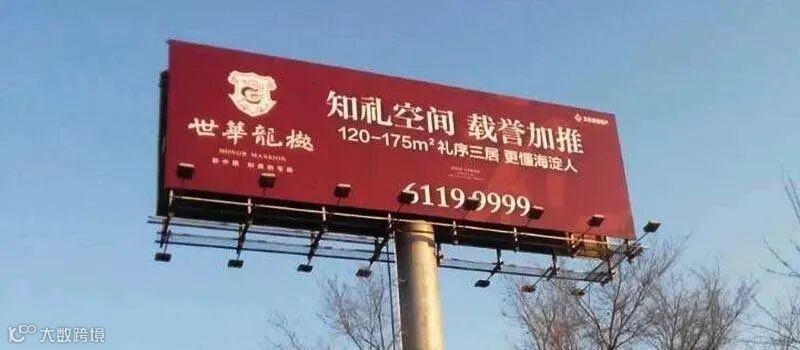 世華龍樾
HONOR MANSION
知礼空间 载誉加推
120-175m² 礼序三居 更懂海淀人
6119 9999
大数跨境